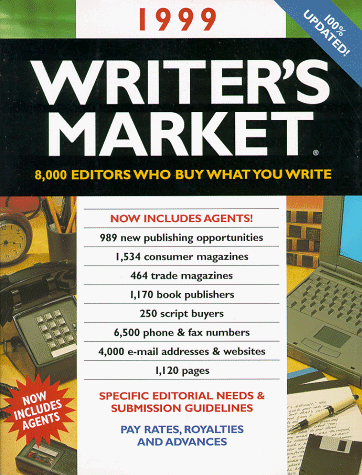 1999
100%
UPDATED!
WRITER'S
MARKET®
8,000 EDITORS WHO BUY WHAT YOU WRITE
NOW INCLUDES AGENTS!
989 new publishing opportunities
1,534 consumer magazines
464 trade magazines
1,170 book publishers
250 script buyers
6,500 phone & fax numbers
4,000 e-mail addresses & websites
1,120 pages
SPECIFIC EDITORIAL NEEDS &
SUBMISSION GUIDELINES
PAY RATES, ROYALTIES
AND ADVANCES
NOW
INCLUDES
AGENTS